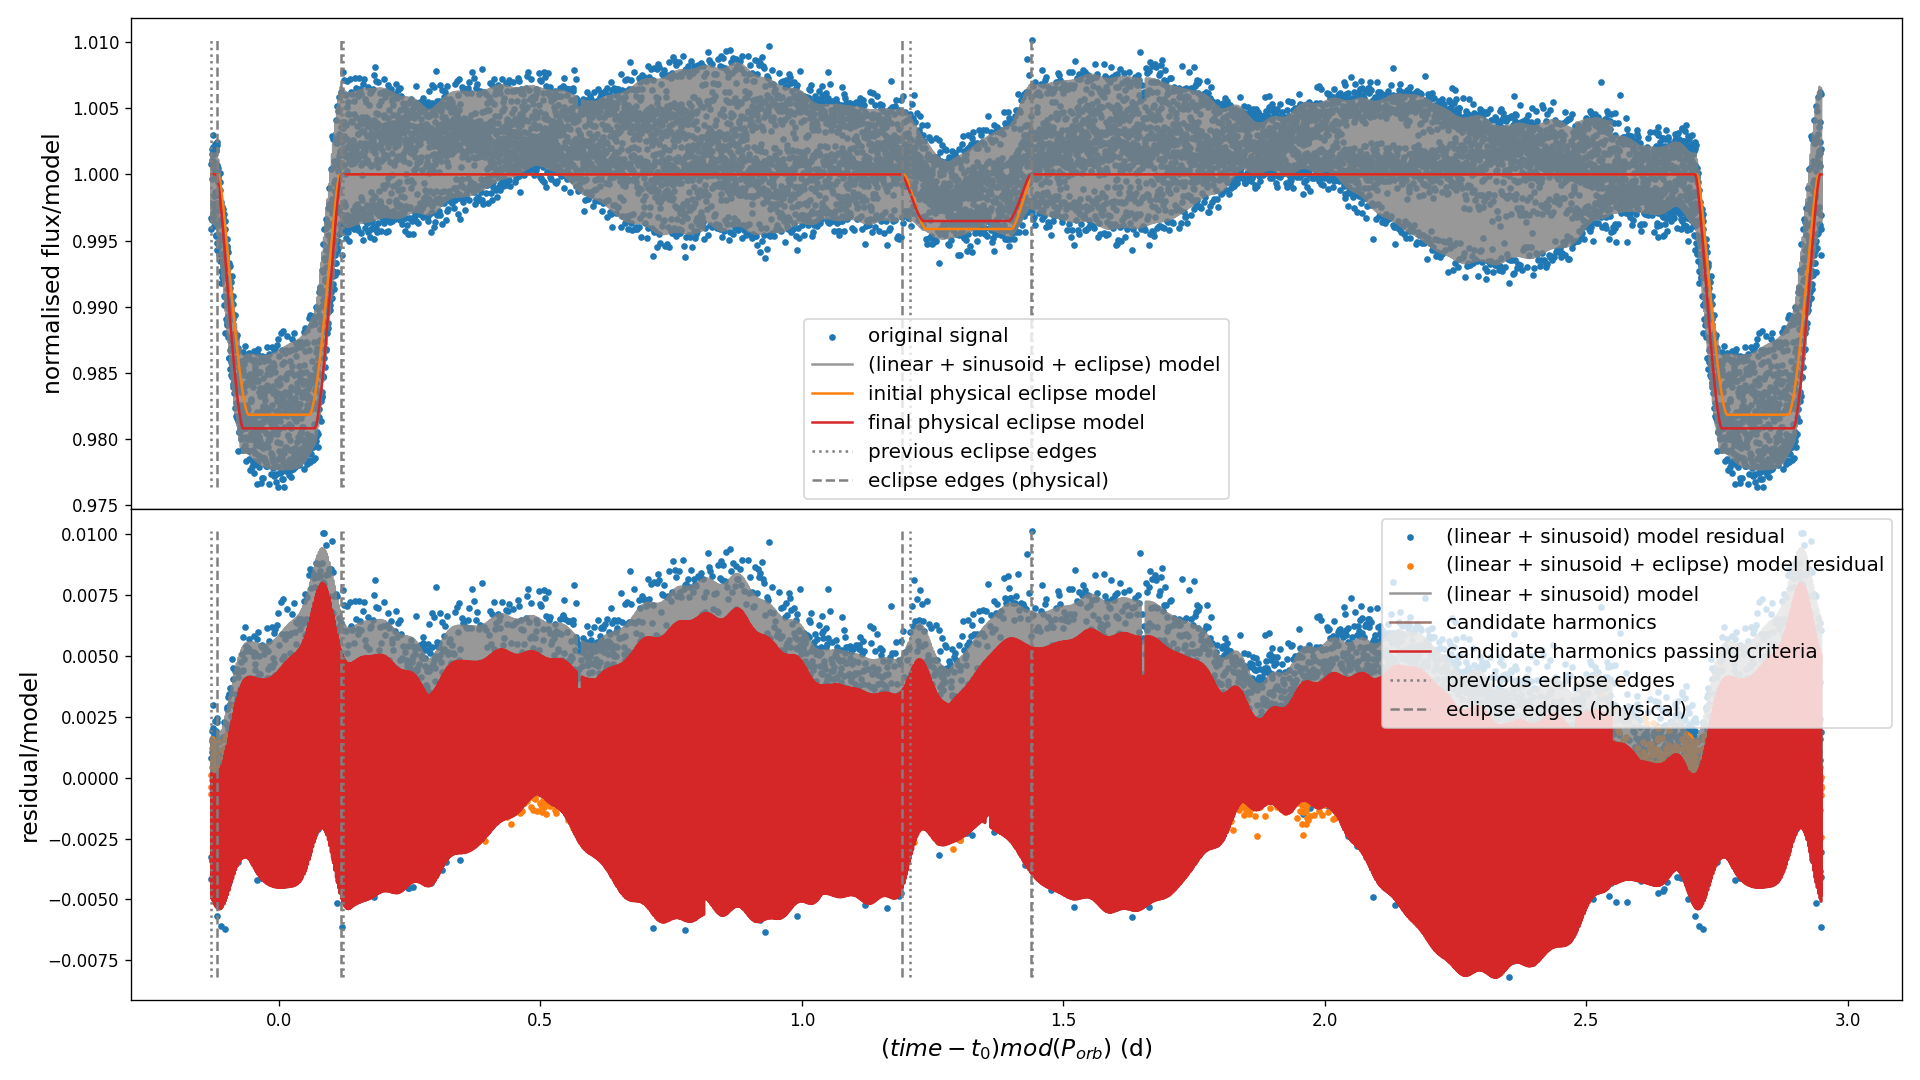 normalised flux/model
1.010
1.005
1.000
0.995
0.990
0.985
0.980
0.975
original signal
(linear + sinusoid + eclipse) model
initial physical eclipse model
final physical eclipse model
previous eclipse edges
eclipse edges (physical)
residual/model
0.0100
0.0075
0.0050
0.0025
0.0000
−0.0025
−0.0050
−0.0075
(linear + sinusoid) model residual
(linear + sinusoid + eclipse) model residual
(linear + sinusoid) model
candidate harmonics
candidate harmonics passing criteria
previous eclipse edges
eclipse edges (physical)
0.0 0.5 1.0 1.5 2.0 2.5 3.0
(time − t₀)mod(Pₒᵣb) (d)